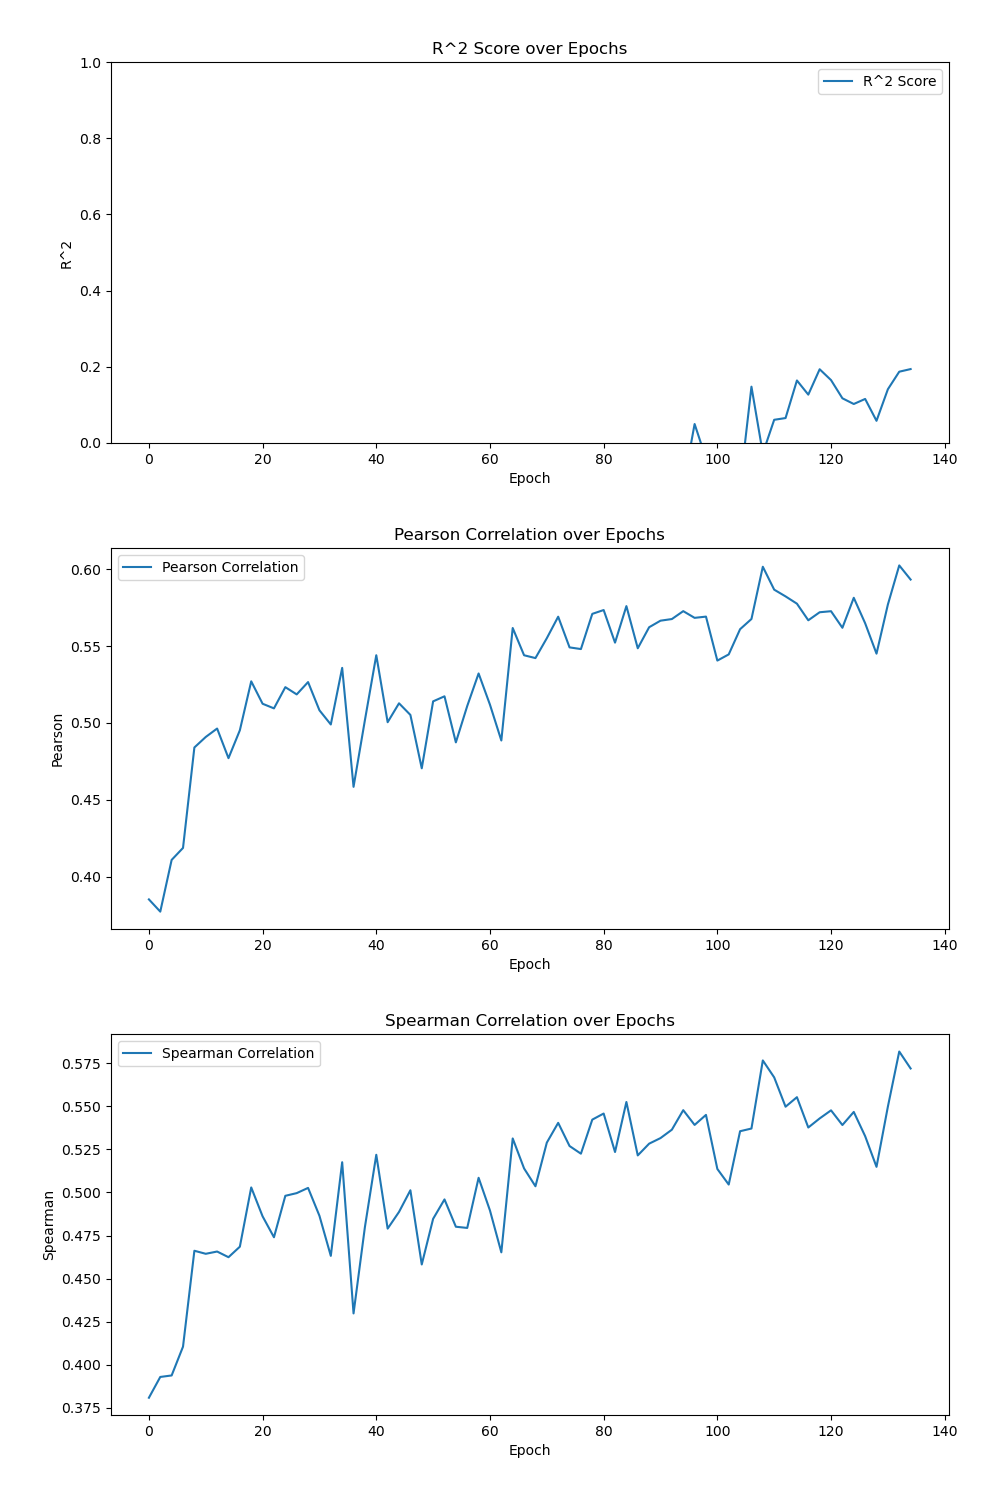 R^2 Score over Epochs
R^2 Score
1.0
0.8
0.6
0.4
0.2
0.0
R^2
0 20 40 60 80 100 120 140
Epoch
Pearson Correlation over Epochs
Pearson Correlation
0.60
0.55
0.50
0.45
0.40
Pearson
0 20 40 60 80 100 120 140
Epoch
Spearman Correlation over Epochs
Spearman Correlation
0.575
0.550
0.525
0.500
0.475
0.450
0.425
0.400
0.375
Spearman
0 20 40 60 80 100 120 140
Epoch